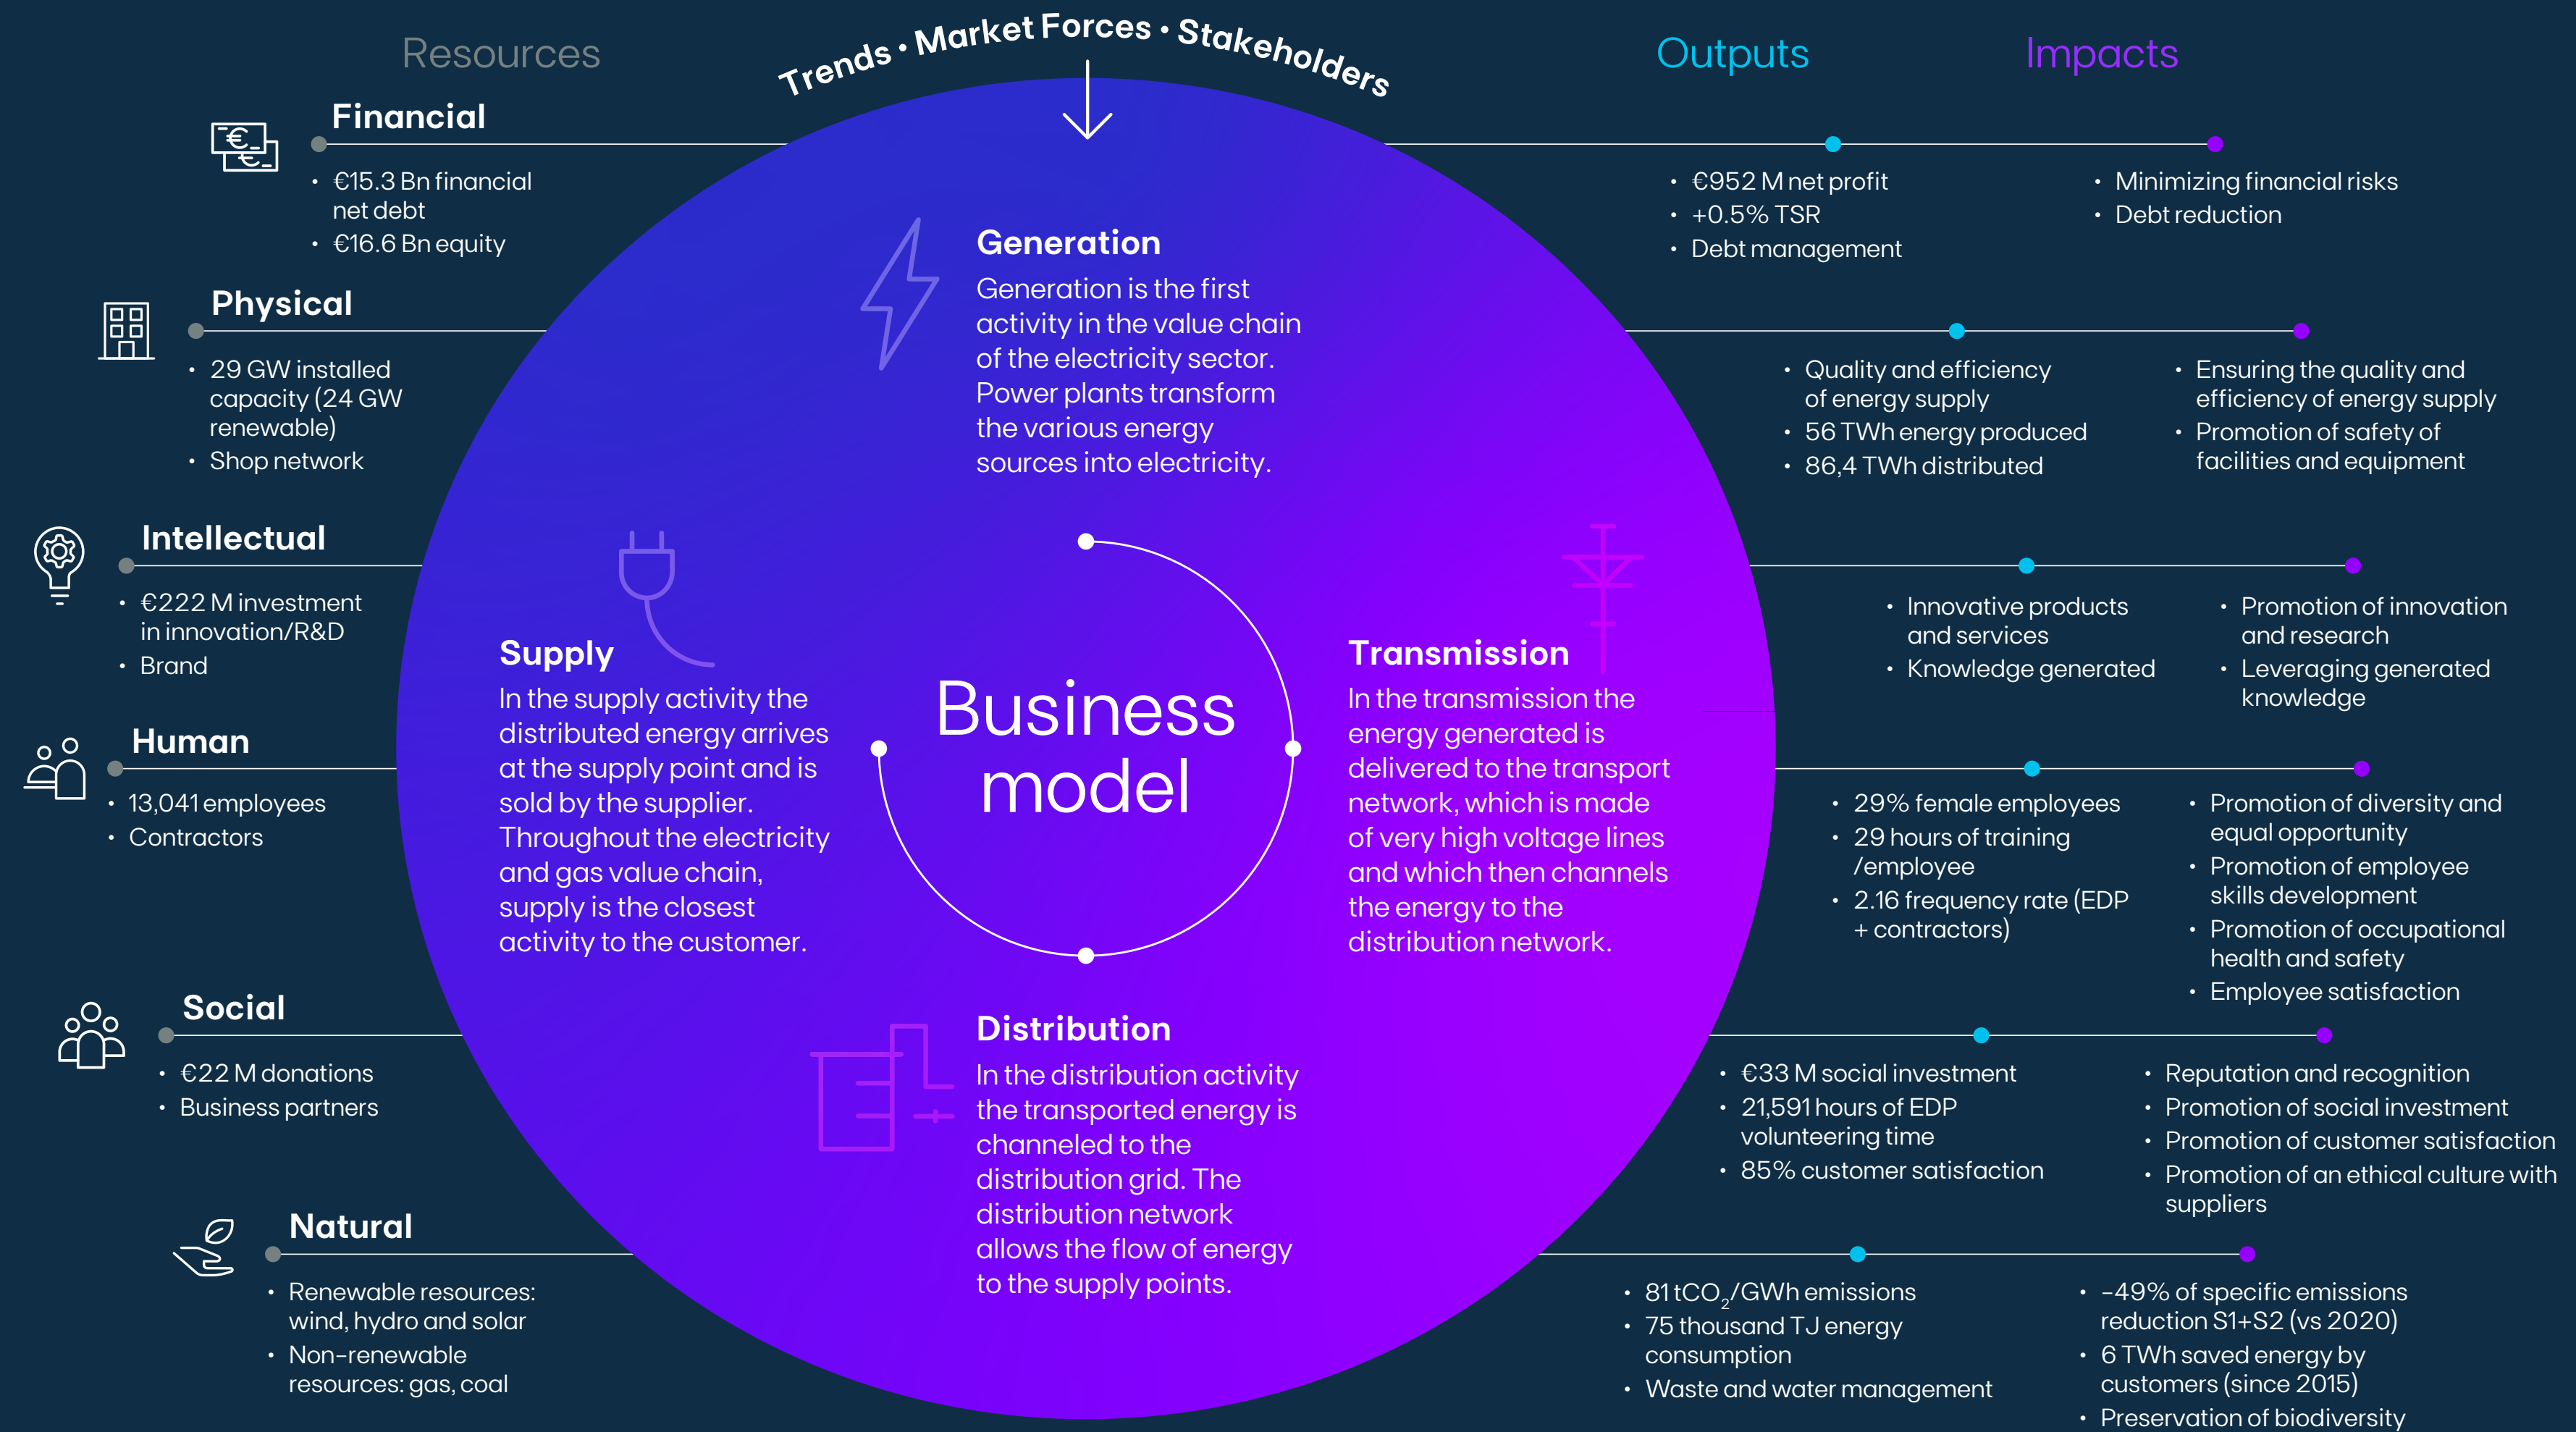 Trends • Market Forces • Stakeholders
Resources
Outputs
Impacts
Financial
• €15.3 Bn financial
net debt
• €16.6 Bn equity
Physical
• 29 GW installed
capacity (24 GW
renewable)
• Shop network
Intellectual
• €222 M investment
in innovation/R&D
• Brand
Human
• 13,041 employees
• Contractors
Social
• €22 M donations
• Business partners
Natural
• Renewable resources:
wind, hydro and solar
• Non-renewable
resources: gas, coal
Generation
Generation is the first
activity in the value chain
of the electricity sector.
Power plants transform
the various energy
sources into electricity.
Supply
In the supply activity the
distributed energy arrives
at the supply point and is
sold by the supplier.
Throughout the electricity
and gas value chain,
supply is the closest
activity to the customer.
Business
model
Transmission
In the transmission the
energy generated is
delivered to the transport
network, which is made
of very high voltage lines
and which then channels
the energy to the
distribution network.
Distribution
In the distribution activity
the transported energy is
channeled to the
distribution grid. The
distribution network
allows the flow of energy
to the supply points.
• €952 M net profit
• +0.5% TSR
• Debt management
• Minimizing financial risks
• Debt reduction
• Quality and efficiency
of energy supply
• 56 TWh energy produced
• 86,4 TWh distributed
• Ensuring the quality and
efficiency of energy supply
• Promotion of safety of
facilities and equipment
• Innovative products
and services
• Knowledge generated
• Promotion of innovation
and research
• Leveraging generated
knowledge
• 29% female employees
• 29 hours of training
/employee
• 2.16 frequency rate (EDP
+ contractors)
• Promotion of diversity and
equal opportunity
• Promotion of employee
skills development
• Promotion of occupational
health and safety
• Employee satisfaction
• €33 M social investment
• 21,591 hours of EDP
volunteering time
• 85% customer satisfaction
• Reputation and recognition
• Promotion of social investment
• Promotion of customer satisfaction
• Promotion of an ethical culture with
suppliers
• 81 tCO₂/GWh emissions
• 75 thousand TJ energy
consumption
• Waste and water management
• -49% of specific emissions
reduction S1+S2 (vs 2020)
• 6 TWh saved energy by
customers (since 2015)
• Preservation of biodiversity